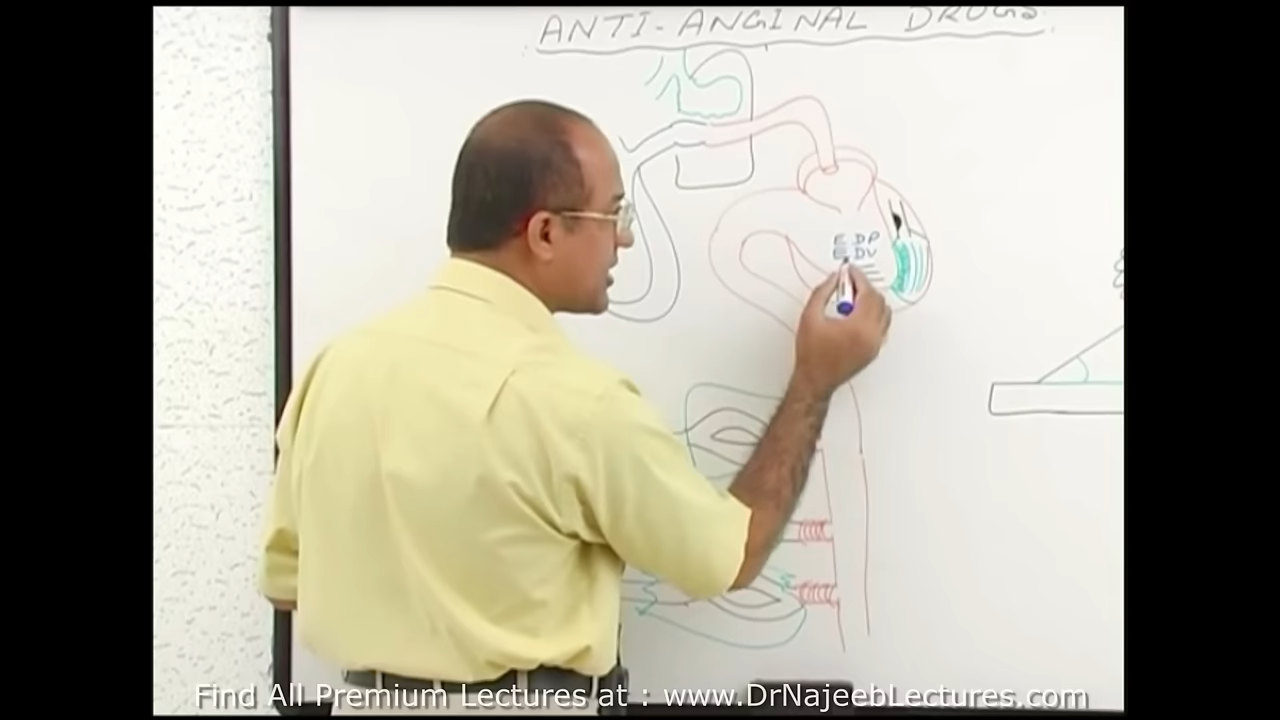 ANTI-ANGINAL DRUGS
EDP
EDV
Find All Premium Lectures at : www.DrNajeebLectures.com